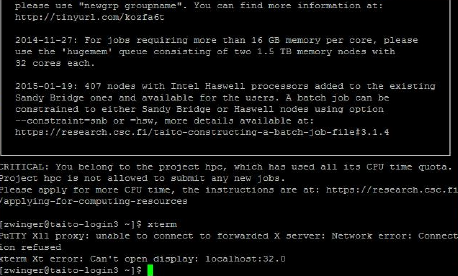 please use "newgrp groupname". You can find more information at:
http://tinyurl.com/kozfa6t
2014-11-27: For jobs requiring more than 16 GB memory per core, please
use the 'hugemem' queue consisting of two 1.5 TB memory nodes with
32 cores each.
2015-01-19: 407 nodes with Intel Haswell processors added to the existing
Sandy Bridge ones and available for the users. A batch job can be
constrained to either Sandy Bridge or Haswell nodes using option
--constraint=snb or =hsw, more details available at:
https://research.csc.fi/taito-constructing-a-batch-job-file#3.1.4
CRITICAL: You belong to the project hpc, which has used all its CPU time quota.
Project hpc is not allowed to submit any new jobs.
Please apply for more CPU time, the instructions are at: https://research.csc.fi
/applying-for-computing-resources
[zwinger@taito-login3 ~]$ xterm
PuTTY X11 proxy: unable to connect to forwarded X server: Network error: Connect
ion refused
xterm Xt error: Can't open display: localhost:32.0
[zwinger@taito-login3 ~]$